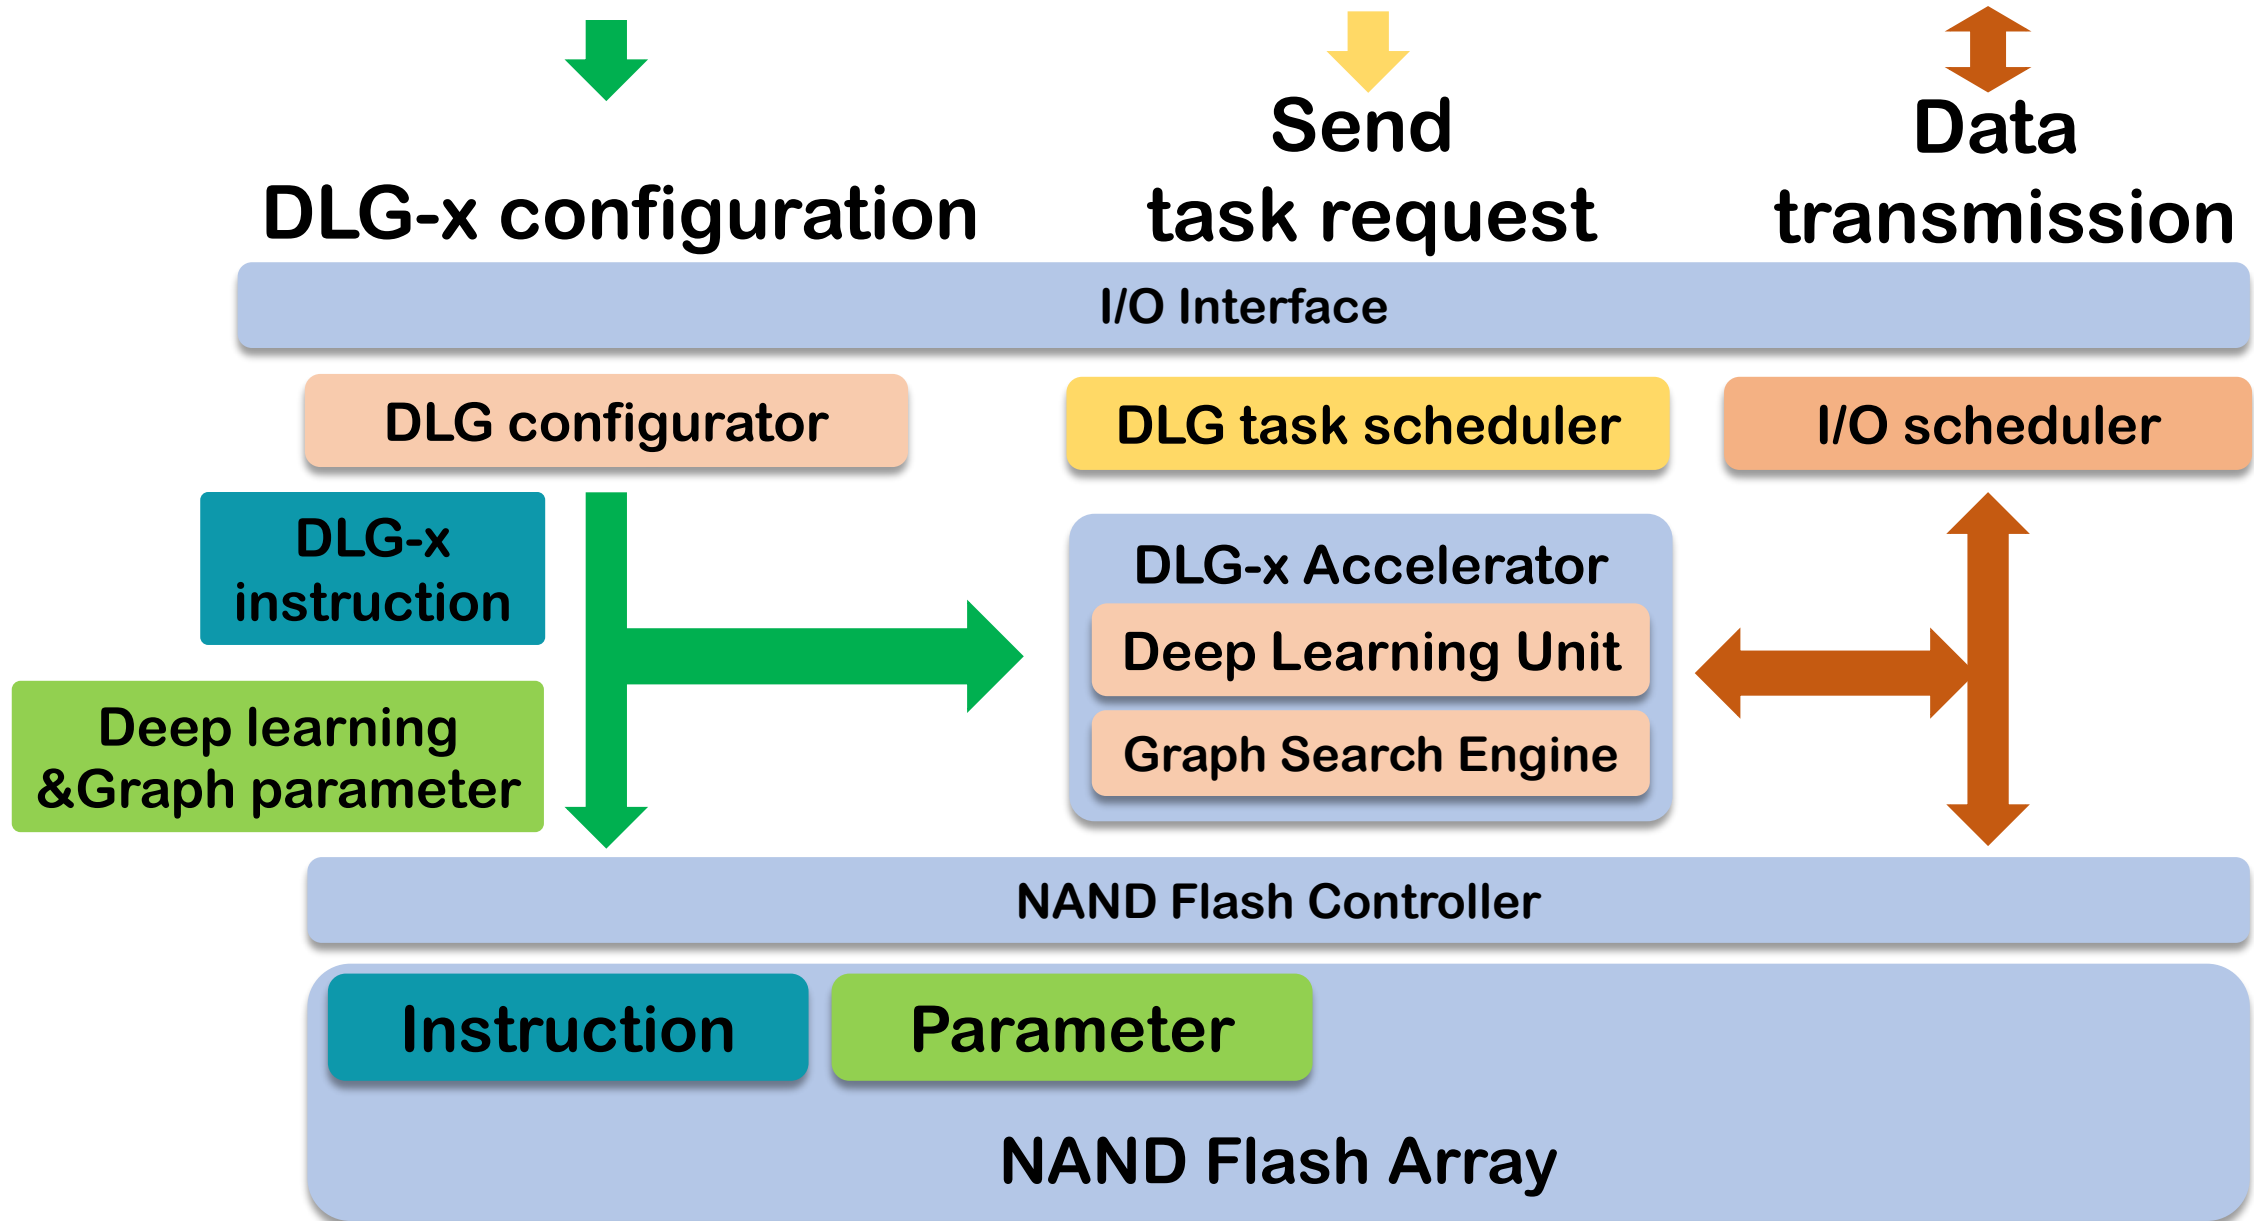 Send
Data
DLG-x configuration
task request
transmission
I/O Interface
DLG configurator
DLG task scheduler
I/O scheduler
DLG-x
instruction
DLG-x Accelerator
Deep Learning Unit
Graph Search Engine
Deep learning
&Graph parameter
NAND Flash Controller
Instruction
Parameter
NAND Flash Array